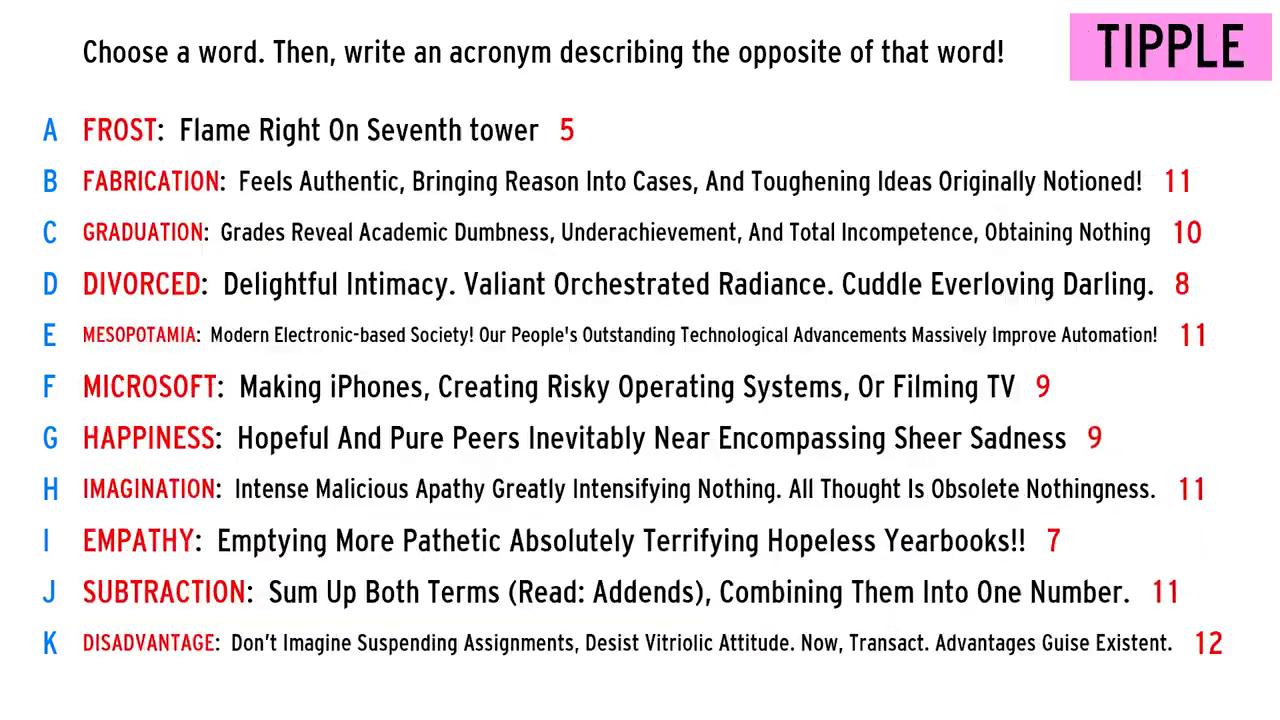 Choose a word. Then, write an acronym describing the opposite of that word!
TIPPLE
A FROST: Flame Right On Seventh tower 5
B FABRICATION: Feels Authentic, Bringing Reason Into Cases, And Toughening Ideas Originally Notioned! 11
C GRADUATION: Grades Reveal Academic Dumbness, Underachievement, And Total Incompetence, Obtaining Nothing 10
D DIVORCED: Delightful Intimacy. Valiant Orchestrated Radiance. Cuddle Everloving Darling. 8
E MESOPOTAMIA: Modern Electronic-based Society! Our People's Outstanding Technological Advancements Massively Improve Automation! 11
F MICROSOFT: Making iPhones, Creating Risky Operating Systems, Or Filming TV 9
G HAPPINESS: Hopeful And Pure Peers Inevitably Near Encompassing Sheer Sadness 9
H IMAGINATION: Intense Malicious Apathy Greatly Intensifying Nothing. All Thought Is Obsolete Nothingness. 11
I EMPATHY: Emptying More Pathetic Absolutely Terrifying Hopeless Yearbooks!! 7
J SUBTRACTION: Sum Up Both Terms (Read: Addends), Combining Them Into One Number. 11
K DISADVANTAGE: Don't Imagine Suspending Assignments, Desist Vitriolic Attitude. Now, Transact. Advantages Guise Existent. 12